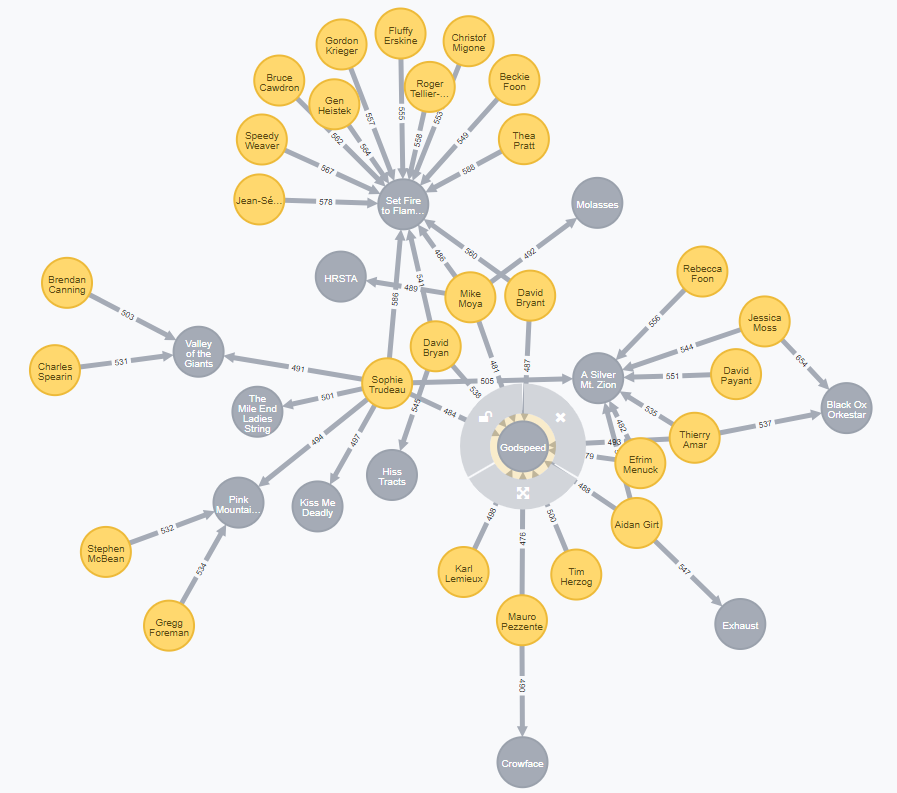 Fluffy
Erskine
Gordon
Krieger
Christof
Migone
Bruce
Cawdron
Roger
Tellier-...
Beckie
Foon
Gen
Heistek
557
555
558
553
Speedy
Weaver
562
564
549
Thea
Pratt
567
588
Jean-Sé...
578
Set Fire
to Flam...
Molasses
486
560
492
HRSTA
541
489
Rebecca
Foon
Brendan
Canning
586
Mike
Moya
David
Bryant
503
556
Jessica
Moss
Valley
of the
Giants
David
Bryan
544
654
531
Charles
Spearin
491
481
487
A Silver
Mt. Zion
551
David
Payant
Sophie
Trudeau
505
538
501
The
Mile End
Ladies
String
484
545
535
Black Ox
Orkestar
482
537
494
497
Godspeed
493
Thierry
Amar
79
Efrim
Menuck
Hiss
Tracts
488
Pink
Mountai...
Kiss Me
Deadly
498
500
Aidan Girt
532
476
Stephen
McBean
534
547
Karl
Lemieux
Tim
Herzog
Gregg
Foreman
Mauro
Pezzente
Exhaust
490
Crowface